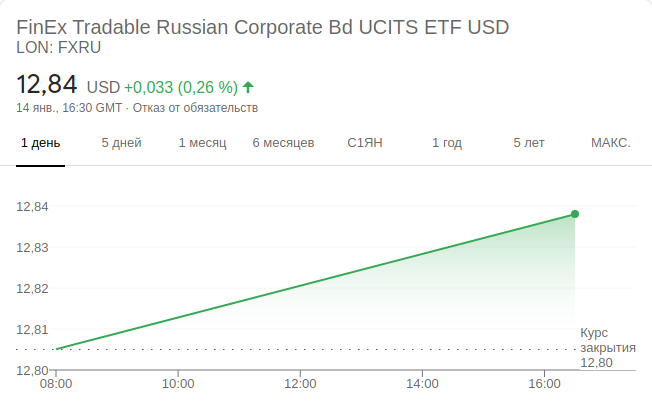 FinEx Tradable Russian Corporate Bd UCITS ETF USD
LON: FXRU
12,84 USD +0,033 (0,26 %)
14 янв., 16:30 GMT · Отказ от обязательств
1 день 5 дней 1 месяц 6 месяцев С1ЯН 1 год 5 лет МАКС.
12,84
12,83
12,82
12,81
Курс
закрытия
12,80
12,80
08:00 10:00 12:00 14:00 16:00